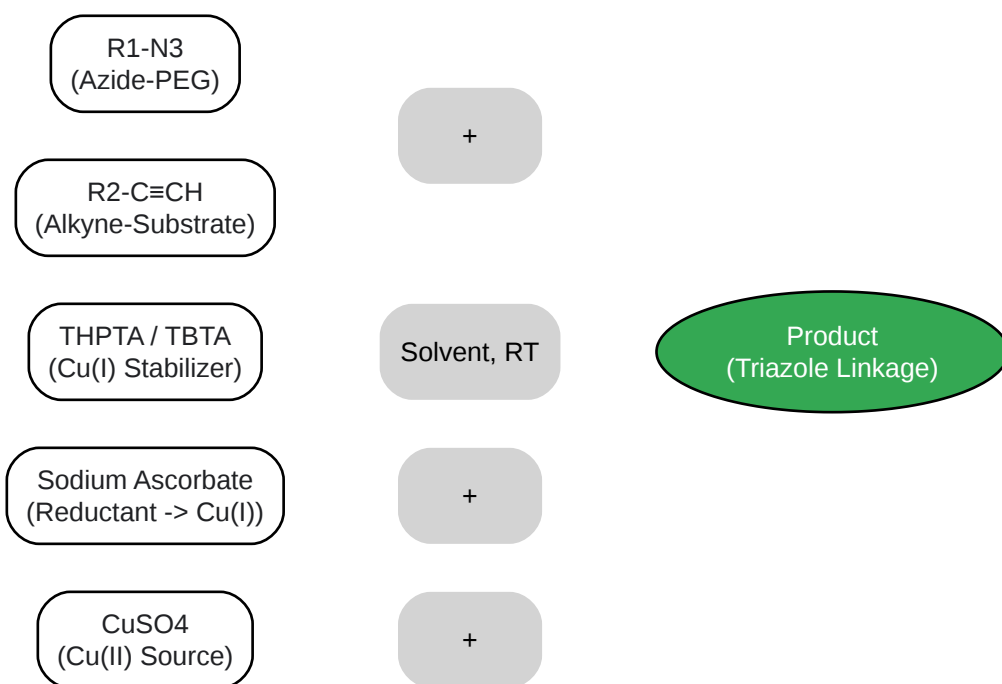 R1-N3
(Azide-PEG)
+
R2-C≡CH
(Alkyne-Substrate)
THPTA / TBTA
(Cu(I) Stabilizer)
Solvent, RT
Product
(Triazole Linkage)
Sodium Ascorbate
(Reductant -> Cu(I))
+
CuSO4
(Cu(II) Source)
+